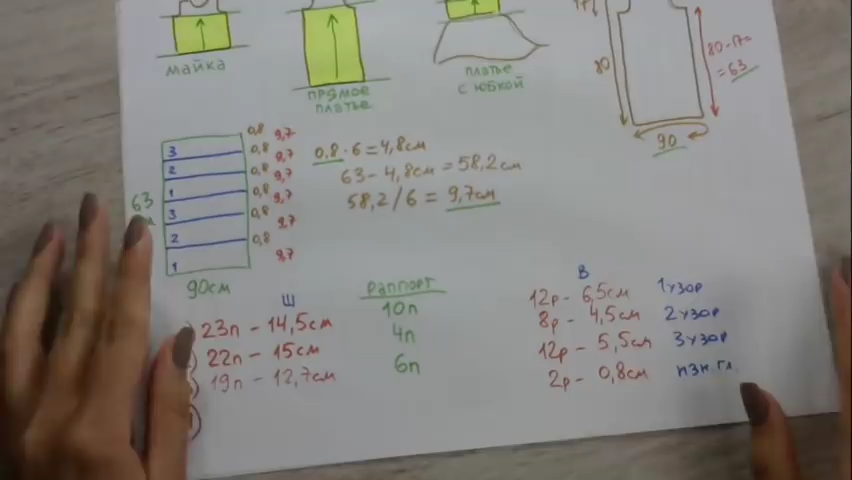 майка
прямое
платье
платье
с юбкой
17
80
80-17=
=63
90
0,8
9,7
3
0,8
9,7
2
0,8
9,7
1
0,8
9,7
3
0,8
9,7
2
0,8
9,7
1
63
90см
0,8·6=4,8см
63-4,8см=58,2см
58,2/6=9,7см
Ш
23п-14,5см
22п-15см
19п-12,7см
Раппорт
10п
4п
6п
В
12р-6,5см 1узор
8р-4,5см 2узор
12р-5,5см 3узор
2р-0,8см изн.гл.